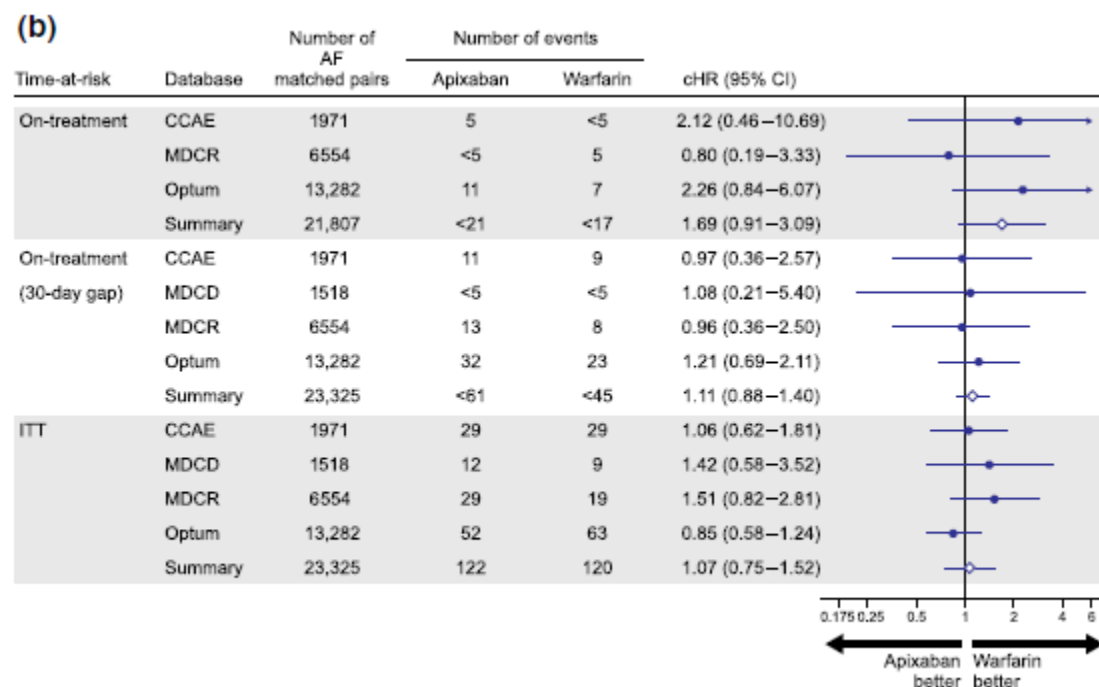 (b)
Number of AF matched pairs Number of events
Time-at-risk Database Apixaban Warfarin cHR (95% CI)
On-treatment CCAE 1971 5 <5 2.12 (0.46–10.69)
MDCR 6554 <5 5 0.80 (0.19–3.33)
Optum 13,282 11 7 2.26 (0.84–6.07)
Summary 21,807 <21 <17 1.69 (0.91–3.09)
On-treatment CCAE 1971 11 9 0.97 (0.36–2.57)
(30-day gap) MDCD 1518 <5 <5 1.08 (0.21–5.40)
MDCR 6554 13 8 0.96 (0.36–2.50)
Optum 13,282 32 23 1.21 (0.69–2.11)
Summary 23,325 <61 <45 1.11 (0.88–1.40)
ITT CCAE 1971 29 29 1.06 (0.62–1.81)
MDCD 1518 12 9 1.42 (0.58–3.52)
MDCR 6554 29 19 1.51 (0.82–2.81)
Optum 13,282 52 63 0.85 (0.58–1.24)
Summary 23,325 122 120 1.07 (0.75–1.52)
0.175 0.25 0.5 1 2 4 6
Apixaban Warfarin
better better